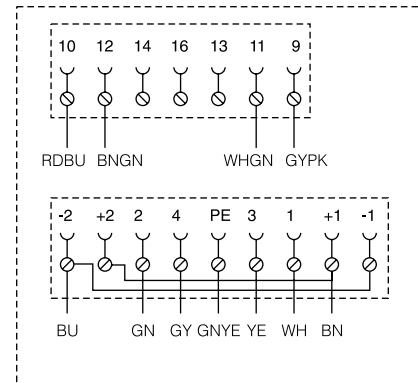 10 12 14 16 13 11 9
RDBU BNGN WHGN GYPK
-2 +2 2 4 PE 3 1 +1 -1
BU GN GY GNYE YE WH BN